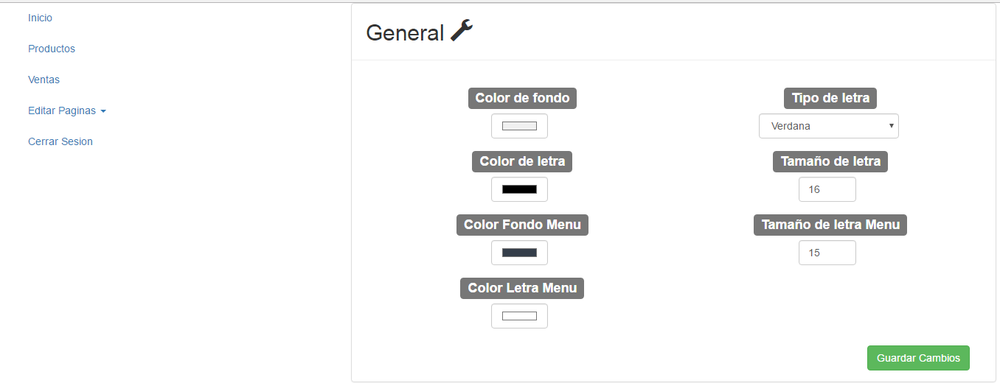 Inicio
Productos
Ventas
Editar Paginas
Cerrar Sesion
General
Color de fondo
Tipo de letra
Verdana
Color de letra
Tamaño de letra
16
Color Fondo Menu
Tamaño de letra Menu
15
Color Letra Menu
Guardar Cambios